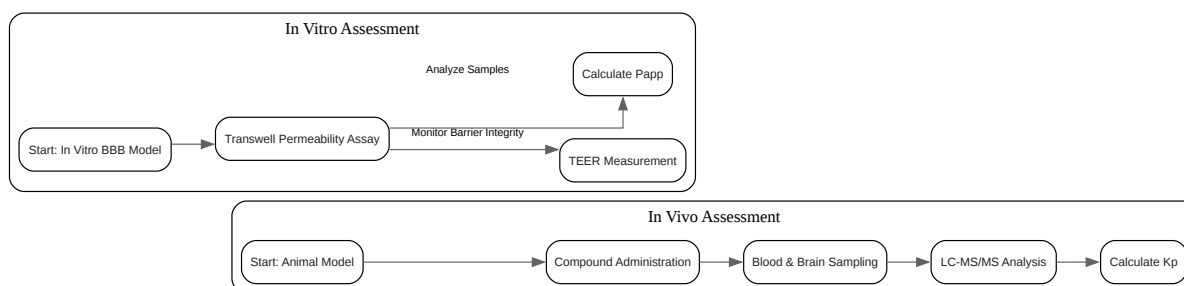 In Vitro Assessment
Analyze Samples
Calculate Papp
Monitor Barrier Integrity
Start: In Vitro BBB Model
Transwell Permeability Assay
TEER Measurement
In Vivo Assessment
Start: Animal Model
Compound Administration
Blood & Brain Sampling
LC-MS/MS Analysis
Calculate Kp